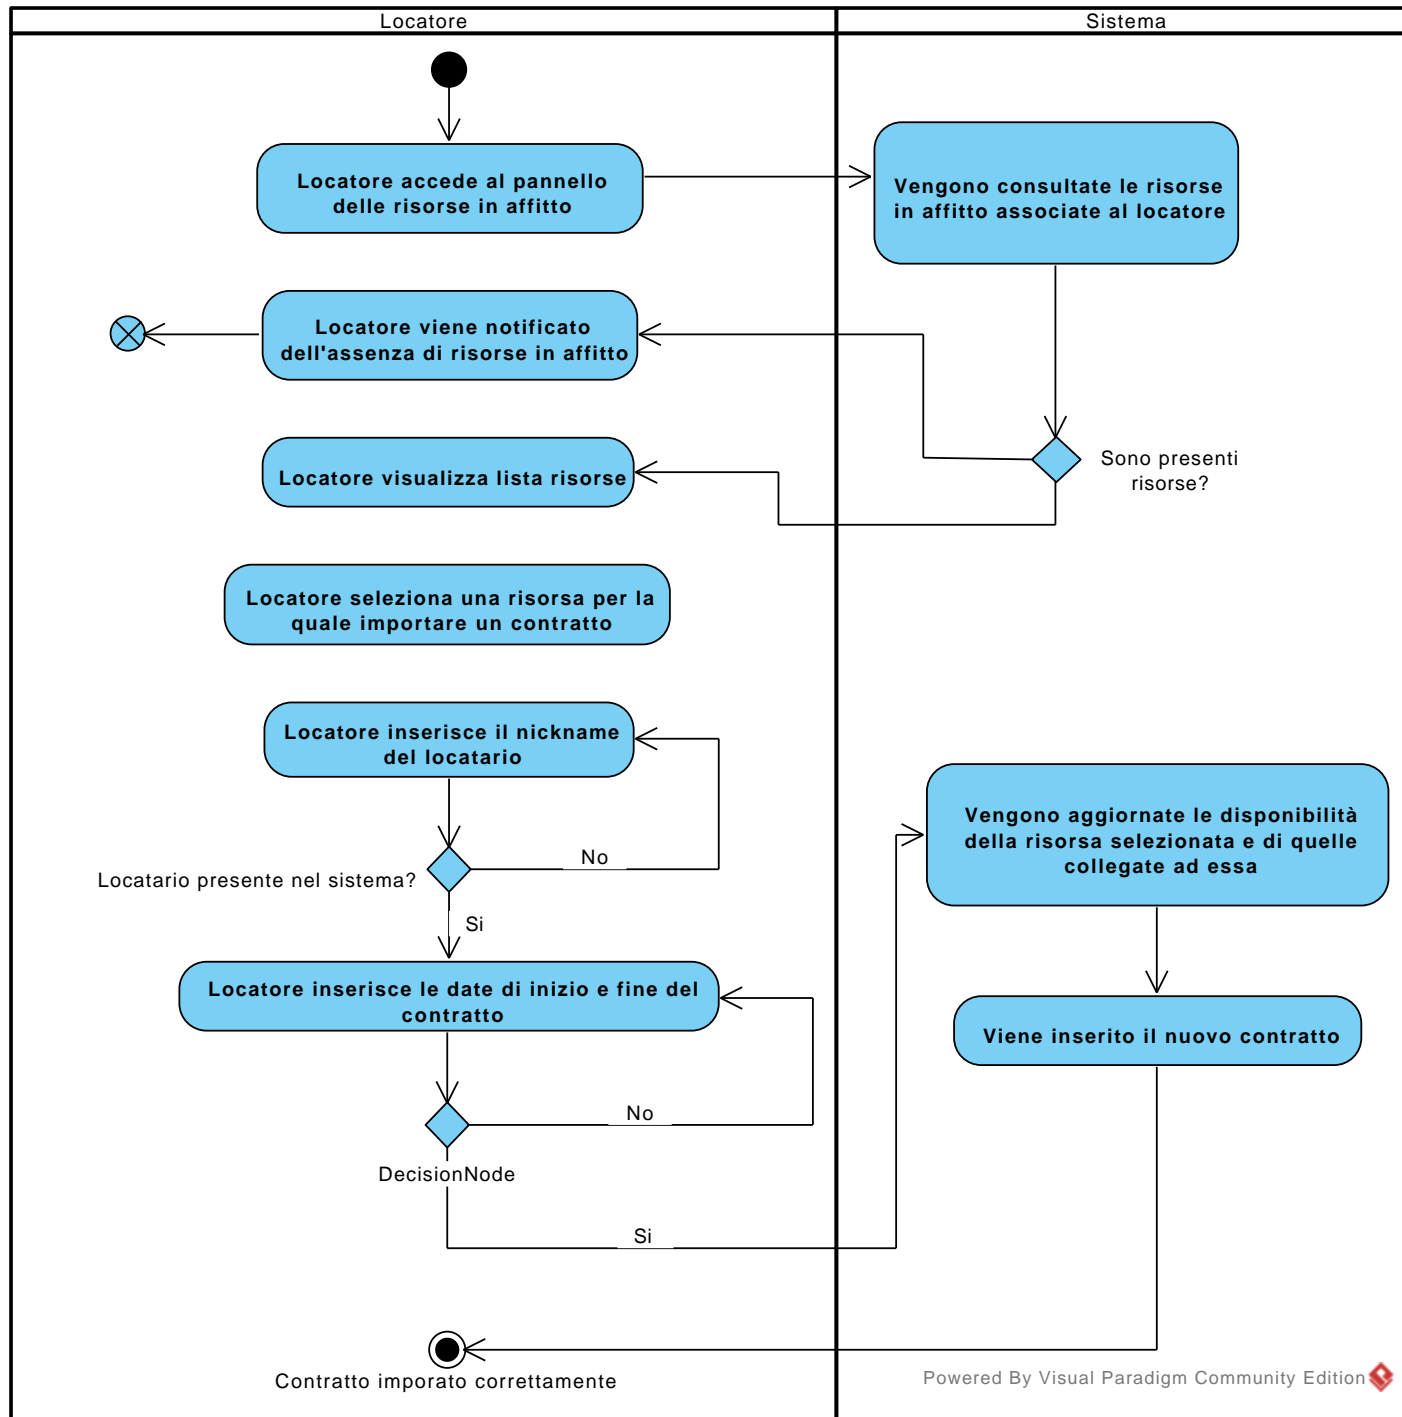 Locatore
Sistema
Locatore accede al pannello
delle risorse in affitto
Vengono consultate le risorse
in affitto associate al locatore
Locatore viene notificato
dell'assenza di risorse in affitto
Sono presenti
risorse?
Locatore visualizza lista risorse
Locatore seleziona una risorsa per la
quale importare un contratto
Locatore inserisce il nickname
del locatario
No
Locatario presente nel sistema?
Si
Locatore inserisce le date di inizio e fine del
contratto
No
DecisionNode
Si
Vengono aggiornate le disponibilità
della risorsa selezionata e di quelle
collegate ad essa
Viene inserito il nuovo contratto
Contratto imporato correttamente
Powered By Visual Paradigm Community Edition